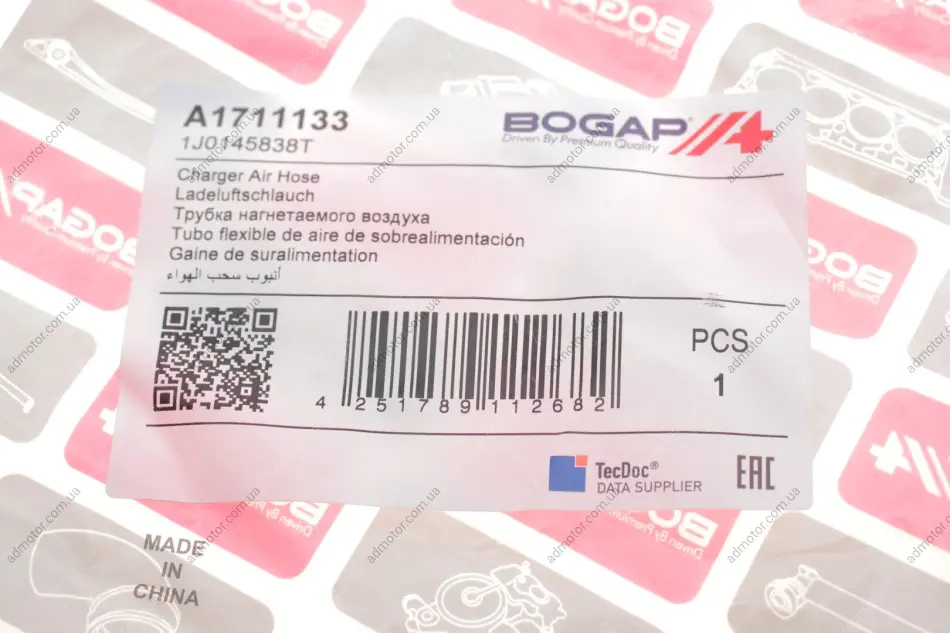 A1711133
1J0145838T
BOGAP
Driven By Premium Quality
Charger Air Hose
Ladeluftschlauch
Трубка нагнетаемого воздуха
Tubo flexible de aire de sobrealimentación
Gaine de suralimentation
أنبوب سحب الهواء
4 251789 112682
PCS
1
TecDoc®
DATA SUPPLIER
EAC
MADE
IN
CHINA
admotor.com.ua